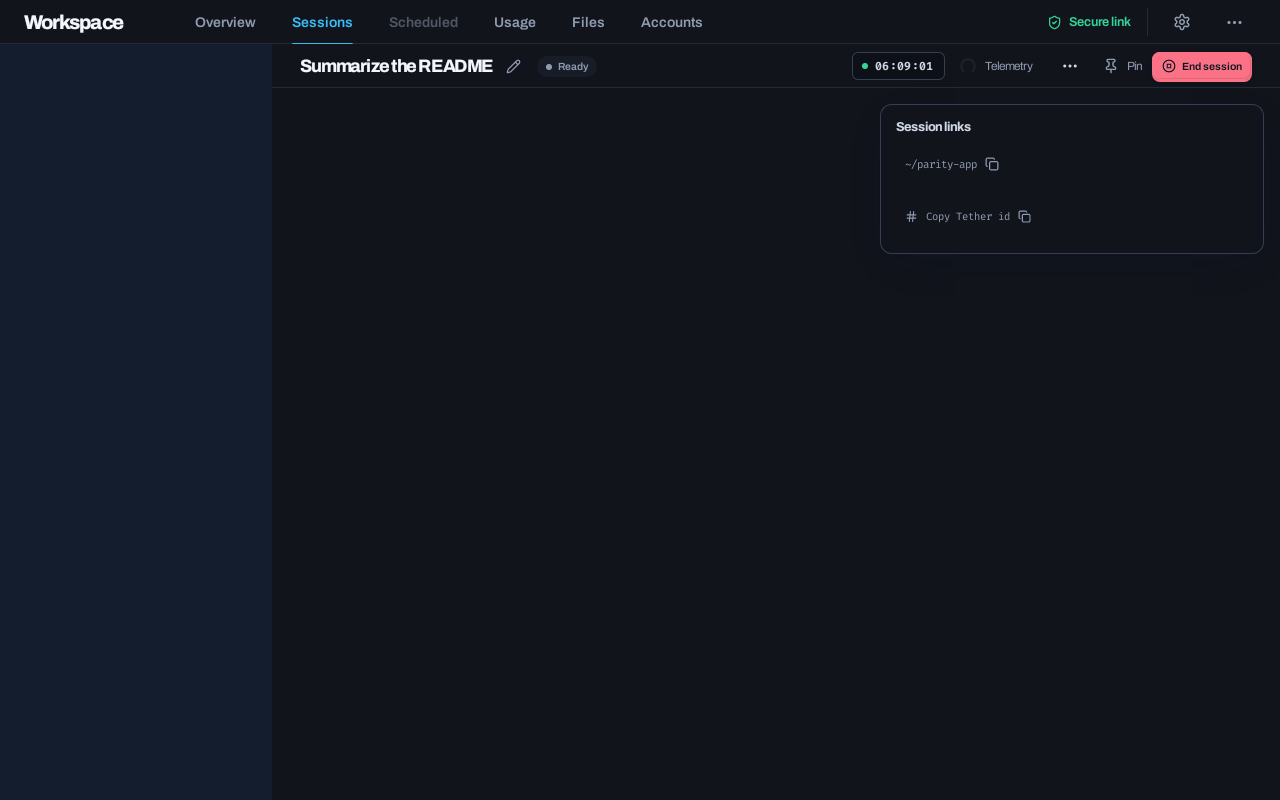 Workspace Overview Sessions Scheduled Usage Files Accounts Secure link
Summarize the README Ready 06:09:01 Telemetry Pin End session
Session links
~/parity-app
# Copy Tether id